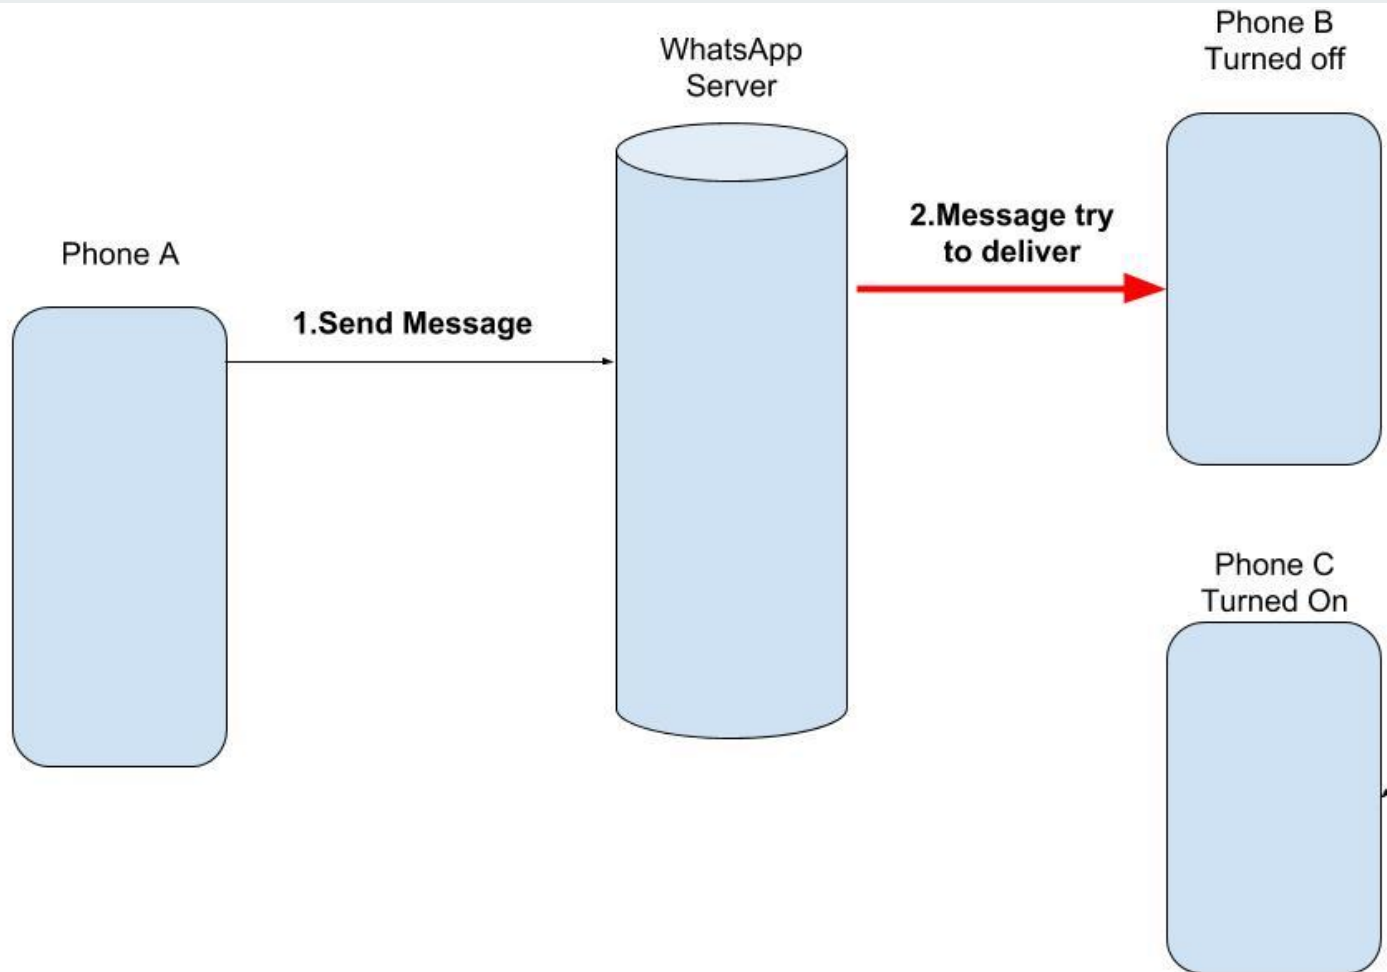 Phone B
Turned off
WhatsApp
Server
2.Message try
to deliver
Phone A
1.Send Message
Phone C
Turned On